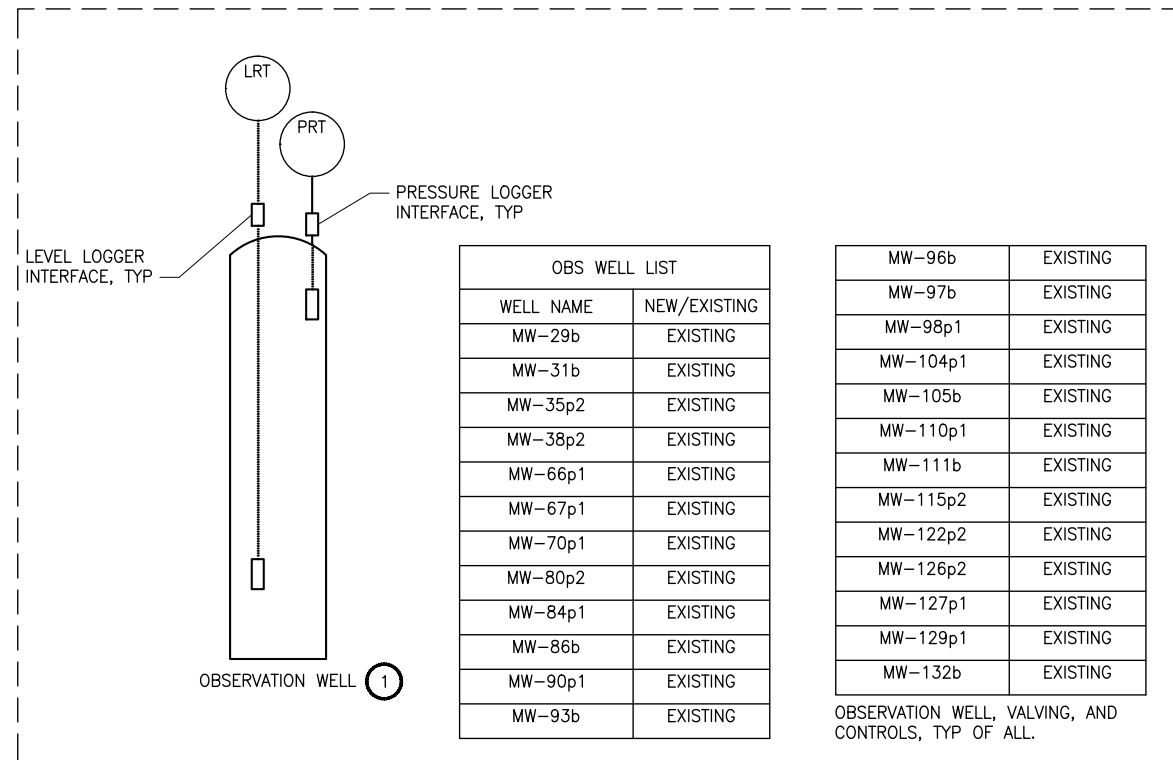 LRT
PRT
PRESSURE LOGGER
INTERFACE, TYP
LEVEL LOGGER
INTERFACE, TYP
OBSERVATION WELL 1
OBS WELL LIST
WELL NAME NEW/EXISTING
MW-29b EXISTING
MW-31b EXISTING
MW-35p2 EXISTING
MW-38p2 EXISTING
MW-66p1 EXISTING
MW-67p1 EXISTING
MW-70p1 EXISTING
MW-80p2 EXISTING
MW-84p1 EXISTING
MW-86b EXISTING
MW-90p1 EXISTING
MW-93b EXISTING
MW-96b EXISTING
MW-97b EXISTING
MW-98p1 EXISTING
MW-104p1 EXISTING
MW-105b EXISTING
MW-110p1 EXISTING
MW-111b EXISTING
MW-115p2 EXISTING
MW-122p2 EXISTING
MW-126p2 EXISTING
MW-127p1 EXISTING
MW-129p1 EXISTING
MW-132b EXISTING
OBSERVATION WELL, VALVING, AND
CONTROLS, TYP OF ALL.